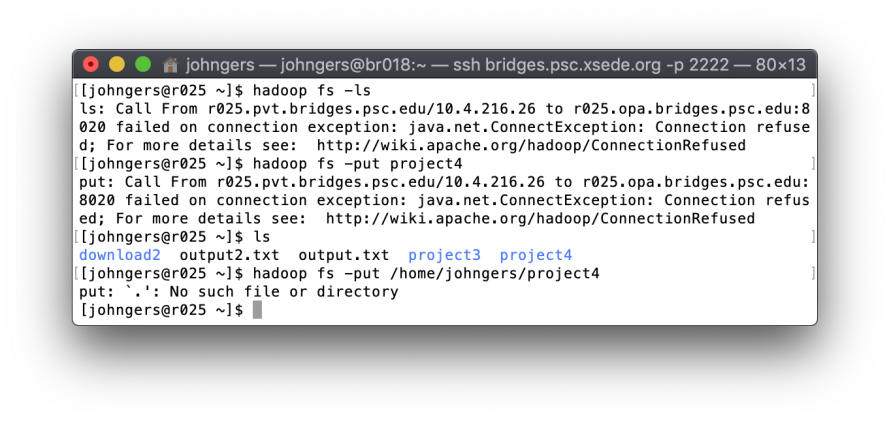 johngers — johngers@br018:~ — ssh bridges.psc.xsede.org -p 2222 — 80×13
[[johngers@r025 ~]$ hadoop fs -ls ]
ls: Call From r025.pvt.bridges.psc.edu/10.4.216.26 to r025.opa.bridges.psc.edu:8
020 failed on connection exception: java.net.ConnectException: Connection refuse
d; For more details see:  http://wiki.apache.org/hadoop/ConnectionRefused
[[johngers@r025 ~]$ hadoop fs -put project4 ]
put: Call From r025.pvt.bridges.psc.edu/10.4.216.26 to r025.opa.bridges.psc.edu:
8020 failed on connection exception: java.net.ConnectException: Connection refus
ed; For more details see:  http://wiki.apache.org/hadoop/ConnectionRefused
[[johngers@r025 ~]$ ls ]
download2  output2.txt  output.txt  project3  project4
[[johngers@r025 ~]$ hadoop fs -put /home/johngers/project4 ]
put: `.': No such file or directory
[johngers@r025 ~]$